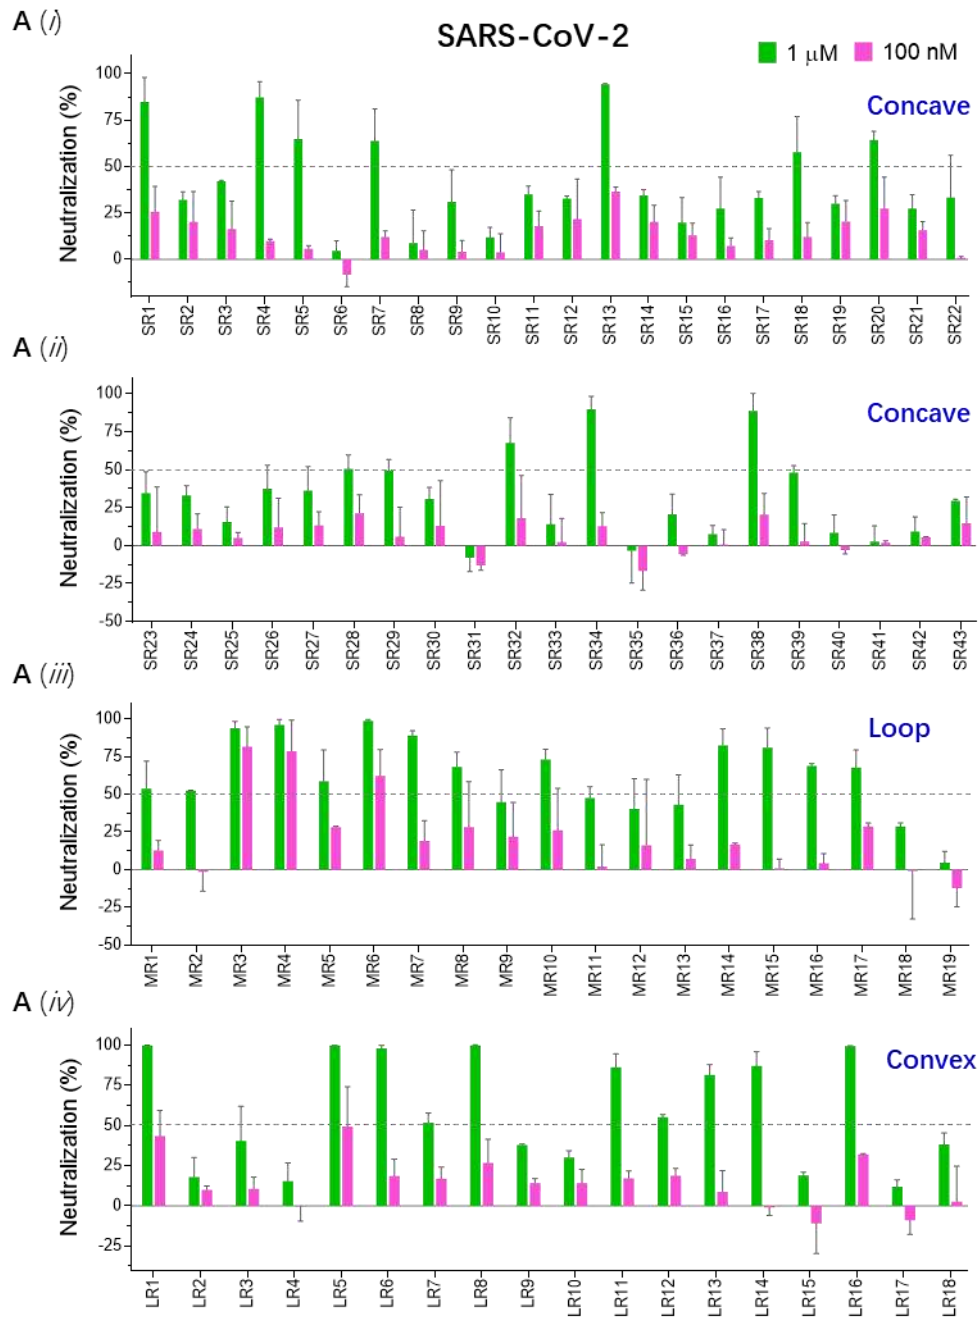 A (i)
SARS-CoV-2
1 μM 100 nM
Concave
Neutralization (%)
100
75
50
25
0
SR1 SR2 SR3 SR4 SR5 SR6 SR7 SR8 SR9 SR10 SR11 SR12 SR13 SR14 SR15 SR16 SR17 SR18 SR19 SR20 SR21 SR22
A (ii)
Concave
Neutralization (%)
100
75
50
25
0
-25
-50
SR23 SR24 SR25 SR26 SR27 SR28 SR29 SR30 SR31 SR32 SR33 SR34 SR35 SR36 SR37 SR38 SR39 SR40 SR41 SR42 SR43
A (iii)
Loop
Neutralization (%)
100
75
50
25
0
-25
-50
MR1 MR2 MR3 MR4 MR5 MR6 MR7 MR8 MR9 MR10 MR11 MR12 MR13 MR14 MR15 MR16 MR17 MR18 MR19
A (iv)
Convex
Neutralization (%)
100
75
50
25
0
-25
LR1 LR2 LR3 LR4 LR5 LR6 LR7 LR8 LR9 LR10 LR11 LR12 LR13 LR14 LR15 LR16 LR17 LR18